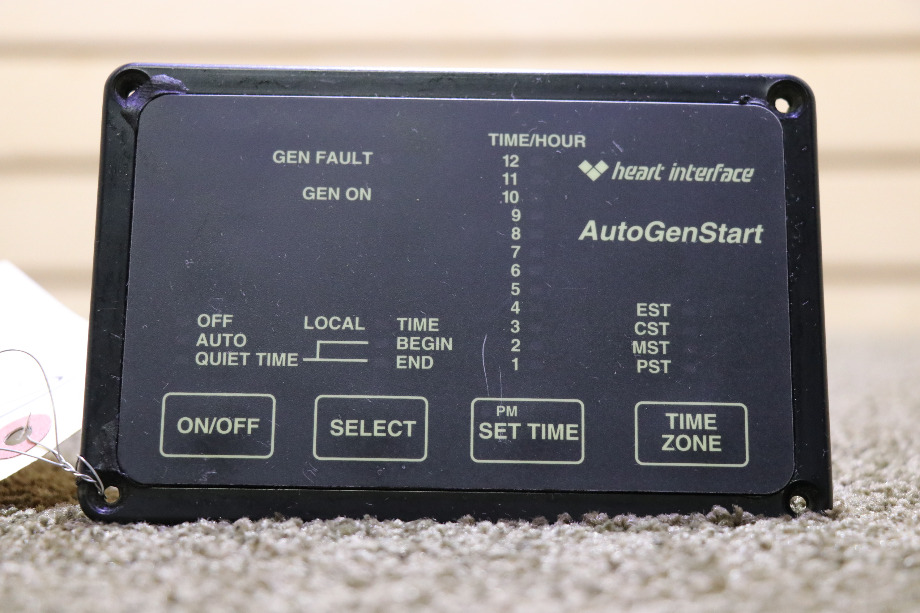 GEN FAULT
GEN ON
TIME/HOUR
12
11
10
9
8
7
6
5
4
3
2
1
heart interface
AutoGenStart
OFF
AUTO
QUIET TIME
LOCAL
TIME
BEGIN
END
EST
CST
MST
PST
ON/OFF
SELECT
PM
SET TIME
TIME
ZONE